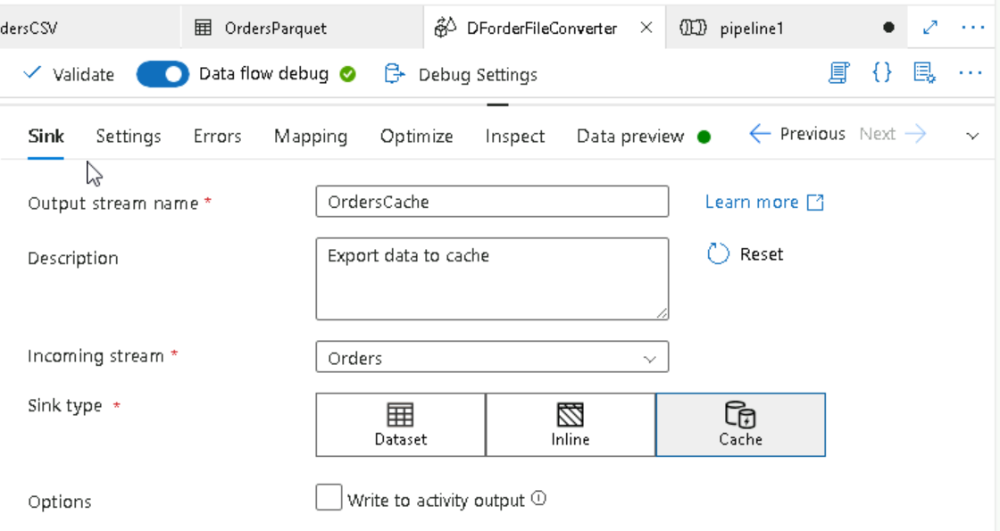 dersCSV OrdersParquet DForderFileConverter pipeline1
Validate Data flow debug Debug Settings
Sink Settings Errors Mapping Optimize Inspect Data preview Previous Next
Output stream name * OrdersCache Learn more
Description Export data to cache Reset
Incoming stream * Orders
Sink type * Dataset Inline Cache
Options Write to activity output